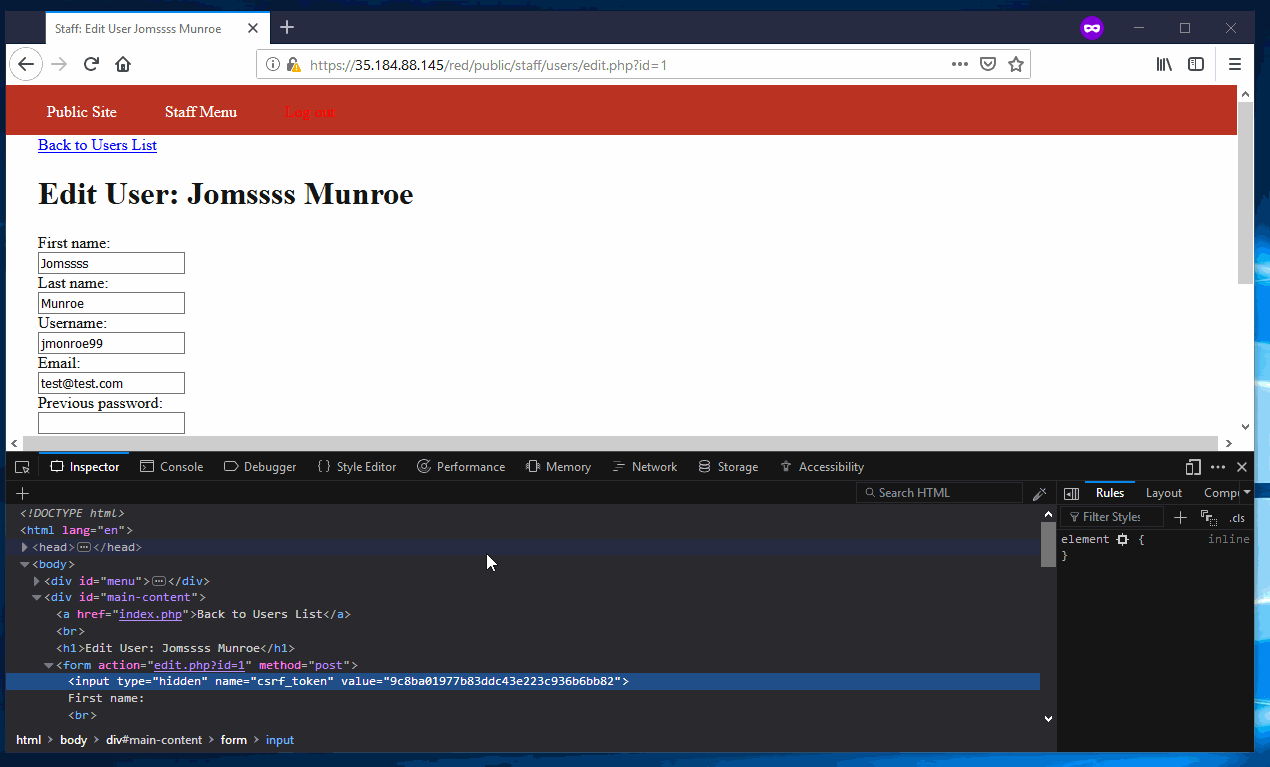 Staff: Edit User Jomssss Munroe
https://35.184.88.145/red/public/staff/users/edit.php?id=1
Public Site Staff Menu Log out
Back to Users List
Edit User: Jomssss Munroe
First name:
Jomssss
Last name:
Munroe
Username:
jmonroe99
Email:
test@test.com
Previous password:
Inspector Console Debugger Style Editor Performance Memory Network Storage Accessibility
Search HTML
Rules Layout Compu
Filter Styles .cls
<!DOCTYPE html>
<html lang="en">
<head></head>
<body>
<div id="menu"></div>
<div id="main-content">
<a href="index.php">Back to Users List</a>
<br>
<h1>Edit User: Jomssss Munroe</h1>
<form action="edit.php?id=1" method="post">
<input type="hidden" name="csrf_token" value="9c8ba01977b83ddc43e223c936b6bb82">
First name:
<br>
element { inline
}
html body div#main-content form input